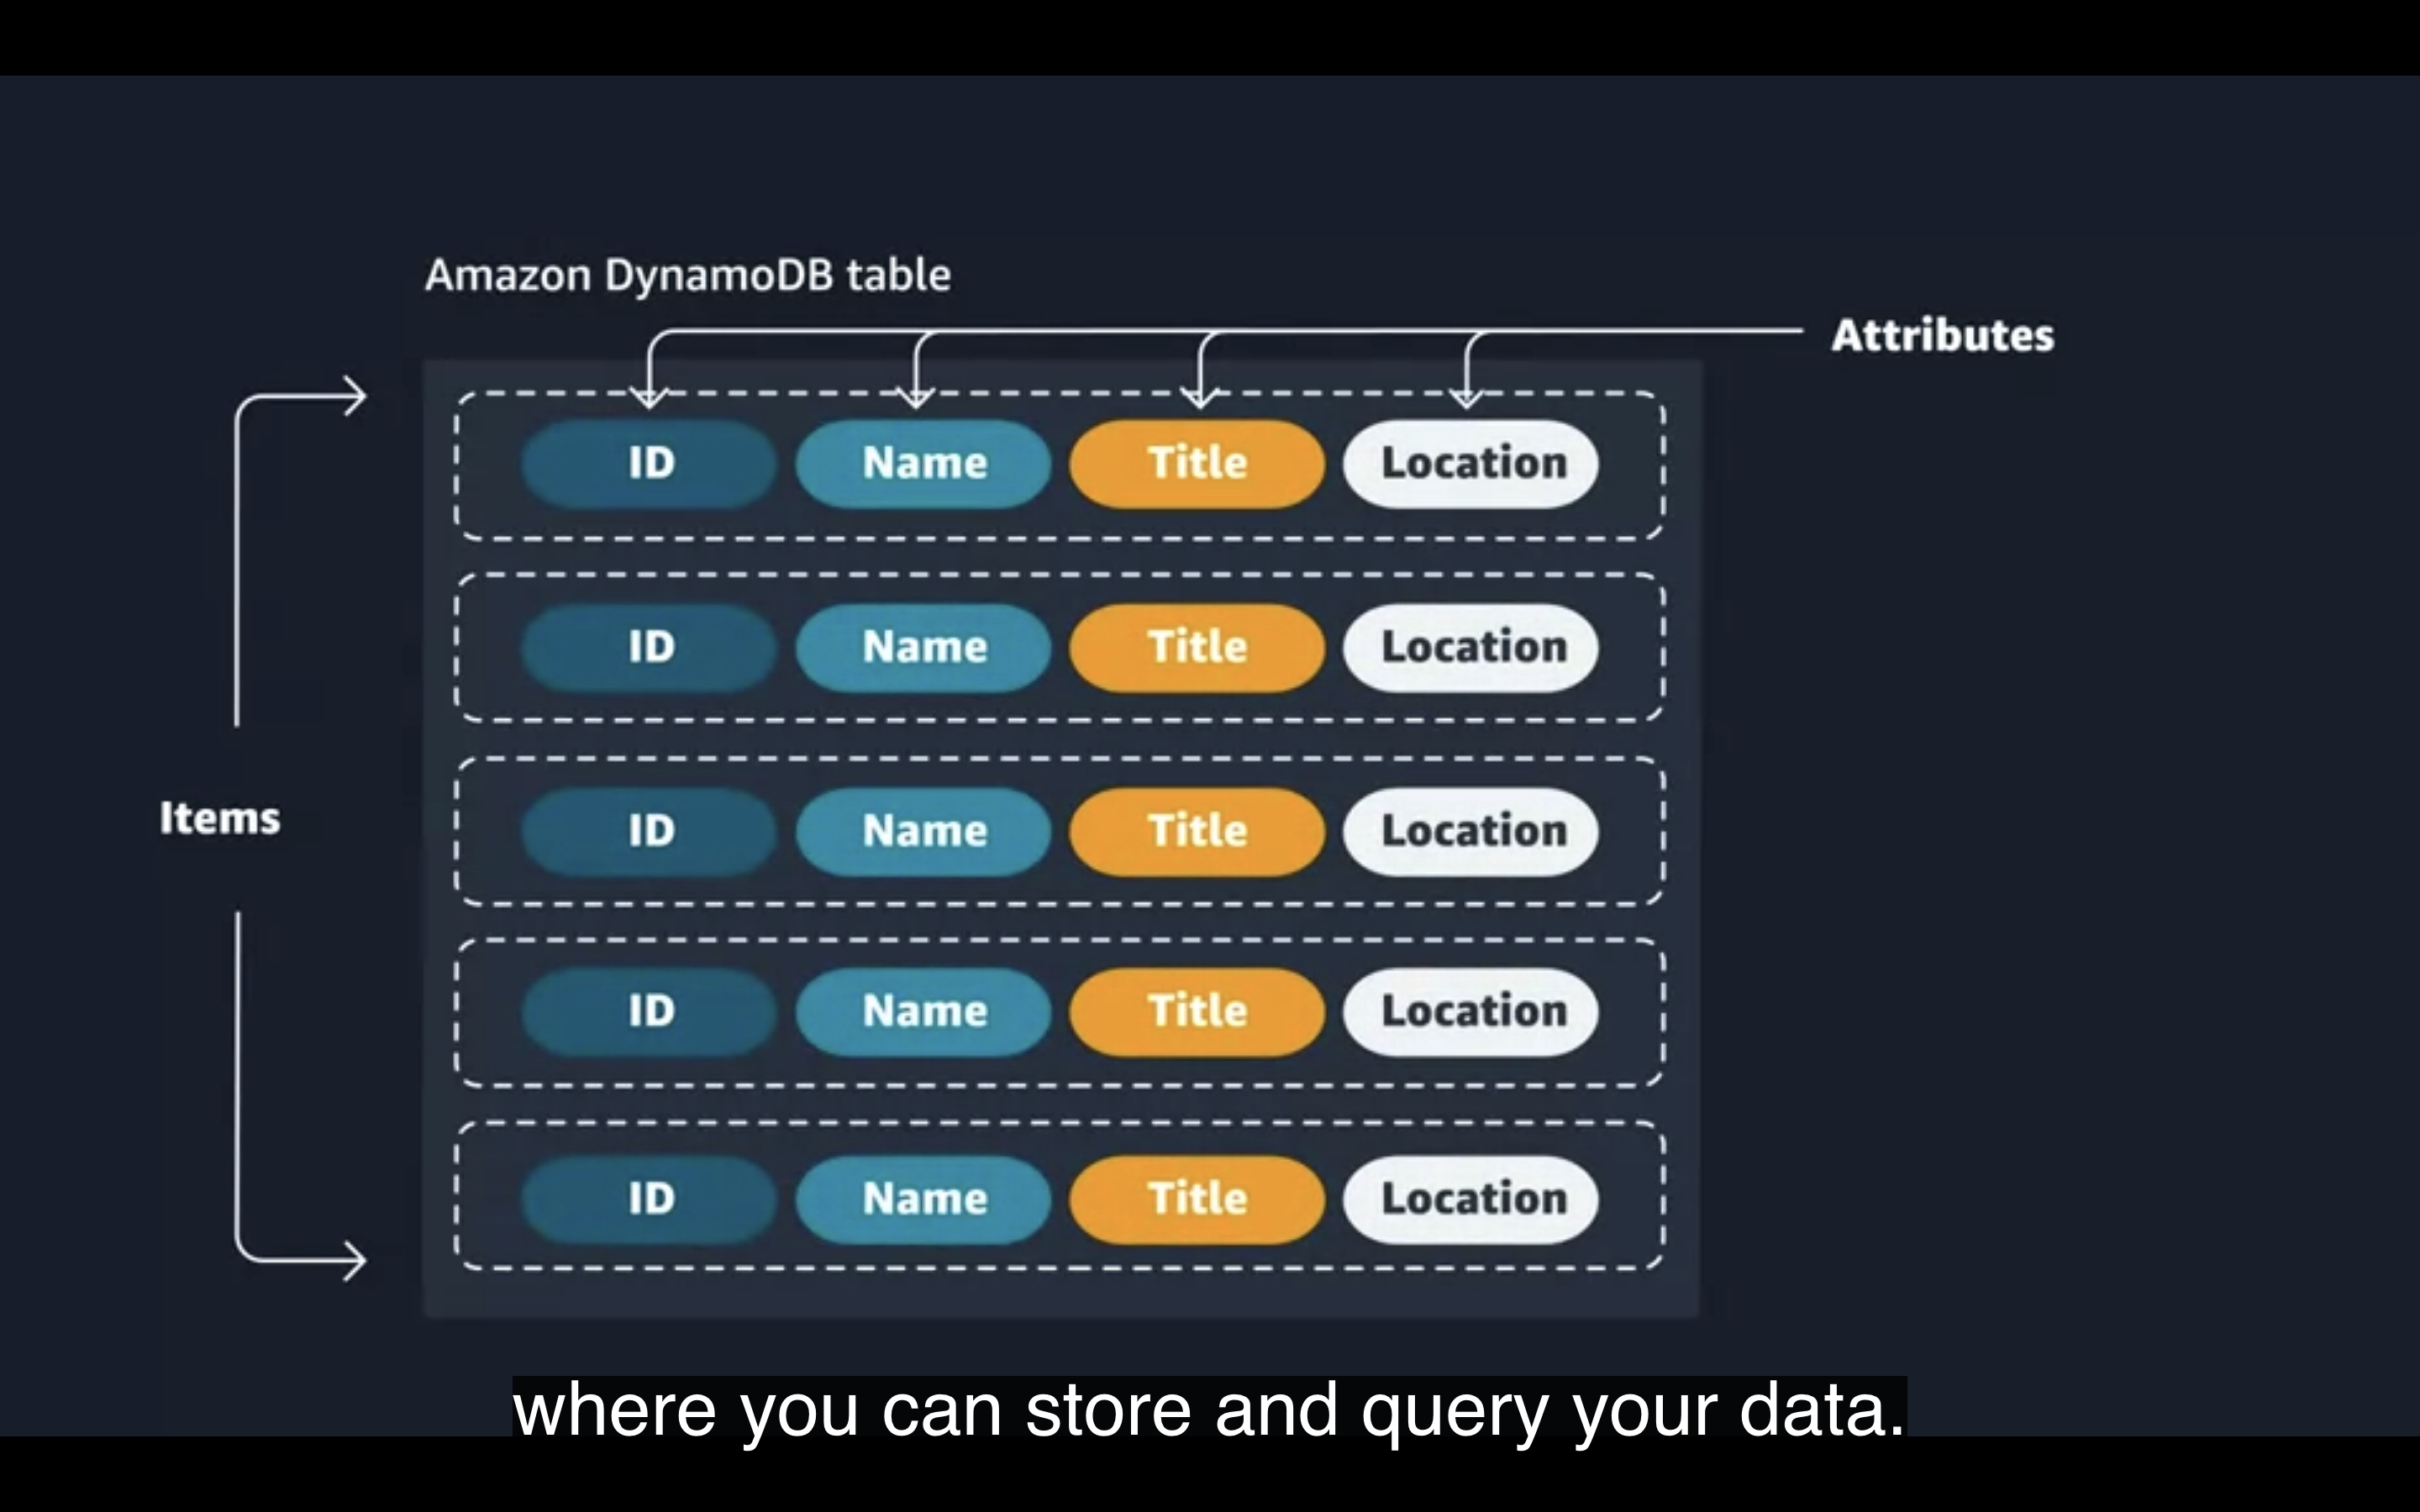 Amazon DynamoDB table
Attributes
ID Name Title Location
ID Name Title Location
Items
ID Name Title Location
ID Name Title Location
ID Name Title Location
where you can store and query your data.